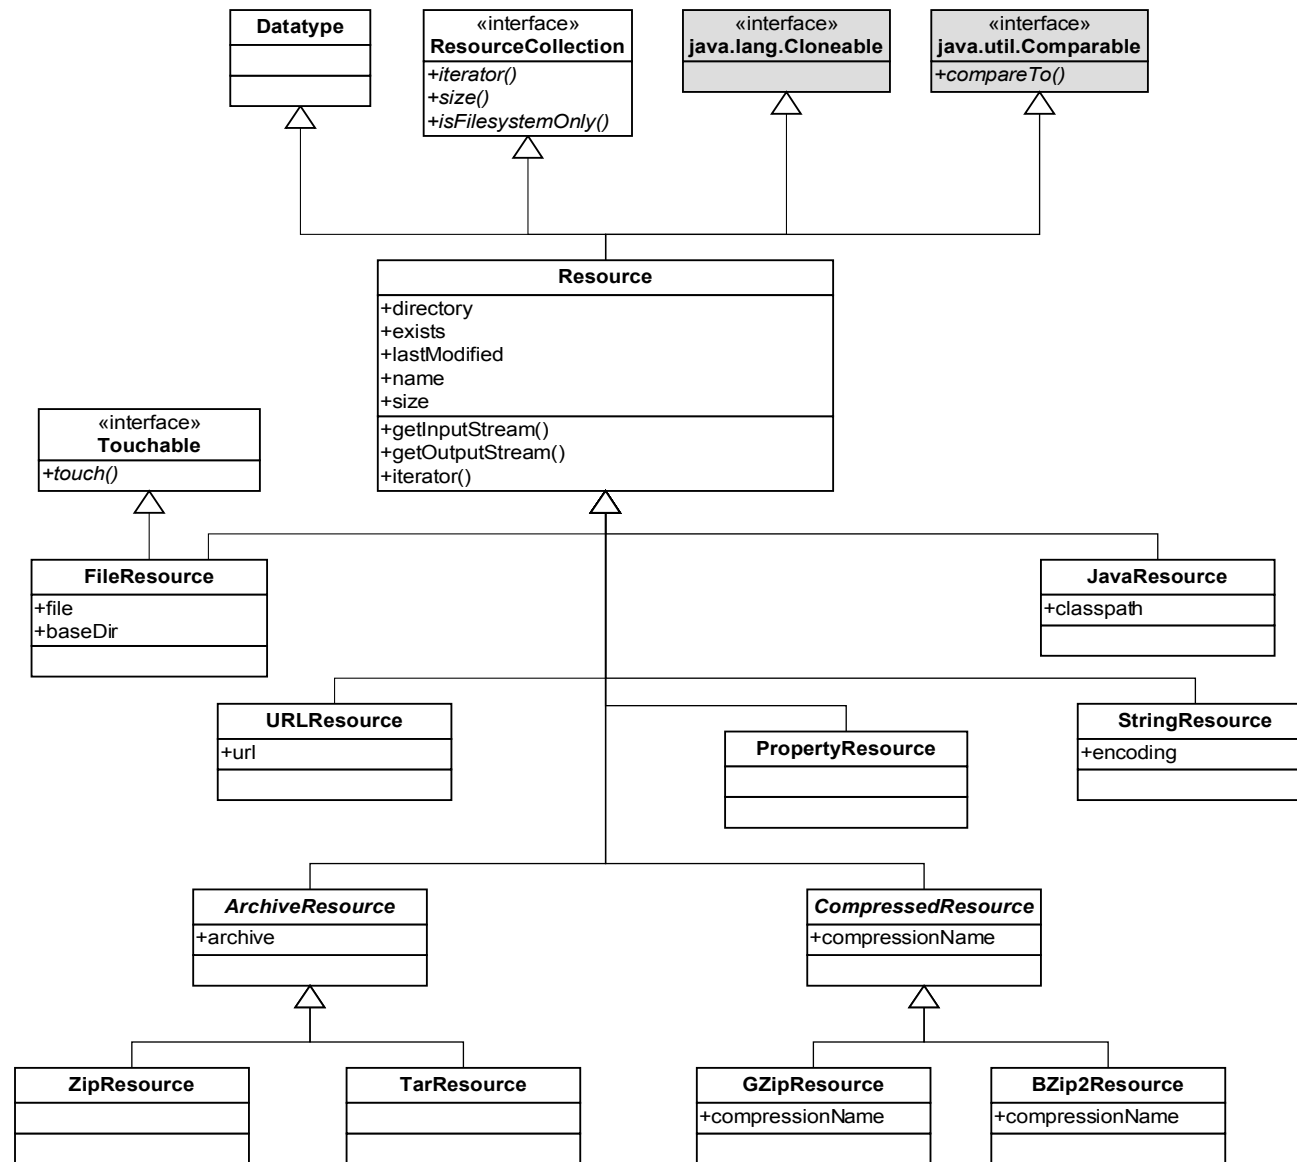 Datatype
«interface»
ResourceCollection
+iterator()
+size()
+isFilesystemOnly()
«interface»
java.lang.Cloneable
«interface»
java.util.Comparable
+compareTo()
Resource
+directory
+exists
+lastModified
+name
+size
+getInputStream()
+getOutputStream()
+iterator()
«interface»
Touchable
+touch()
FileResource
+file
+baseDir
JavaResource
+classpath
URLResource
+url
PropertyResource
StringResource
+encoding
ArchiveResource
+archive
CompressedResource
+compressionName
ZipResource
TarResource
GZipResource
+compressionName
BZip2Resource
+compressionName